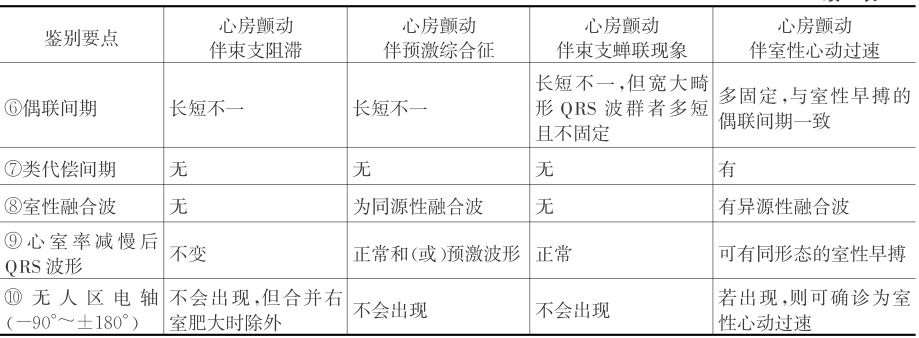 鉴别要点
心房颤动
伴束支阻滞
心房颤动
伴预激综合征
心房颤动
伴束支蝉联现象
心房颤动
伴室性心动过速
⑥偶联间期
长短不一
长短不一
长短不一,但宽大畸
形QRS 波群者多短
且不固定
多固定,与室性早搏的
偶联间期一致
⑦类代偿间期
无
无
无
有
⑧室性融合波
无
为同源性融合波
无
有异源性融合波
⑨心室率减慢后
QRS波形
不变
正常和(或)预激波形
正常
可有同形态的室性早搏
⑩无人区电轴
(−90°～±180°)
不会出现,但合并右
室肥大时除外
不会出现
不会出现
若出现,则可确诊为室
性心动过速